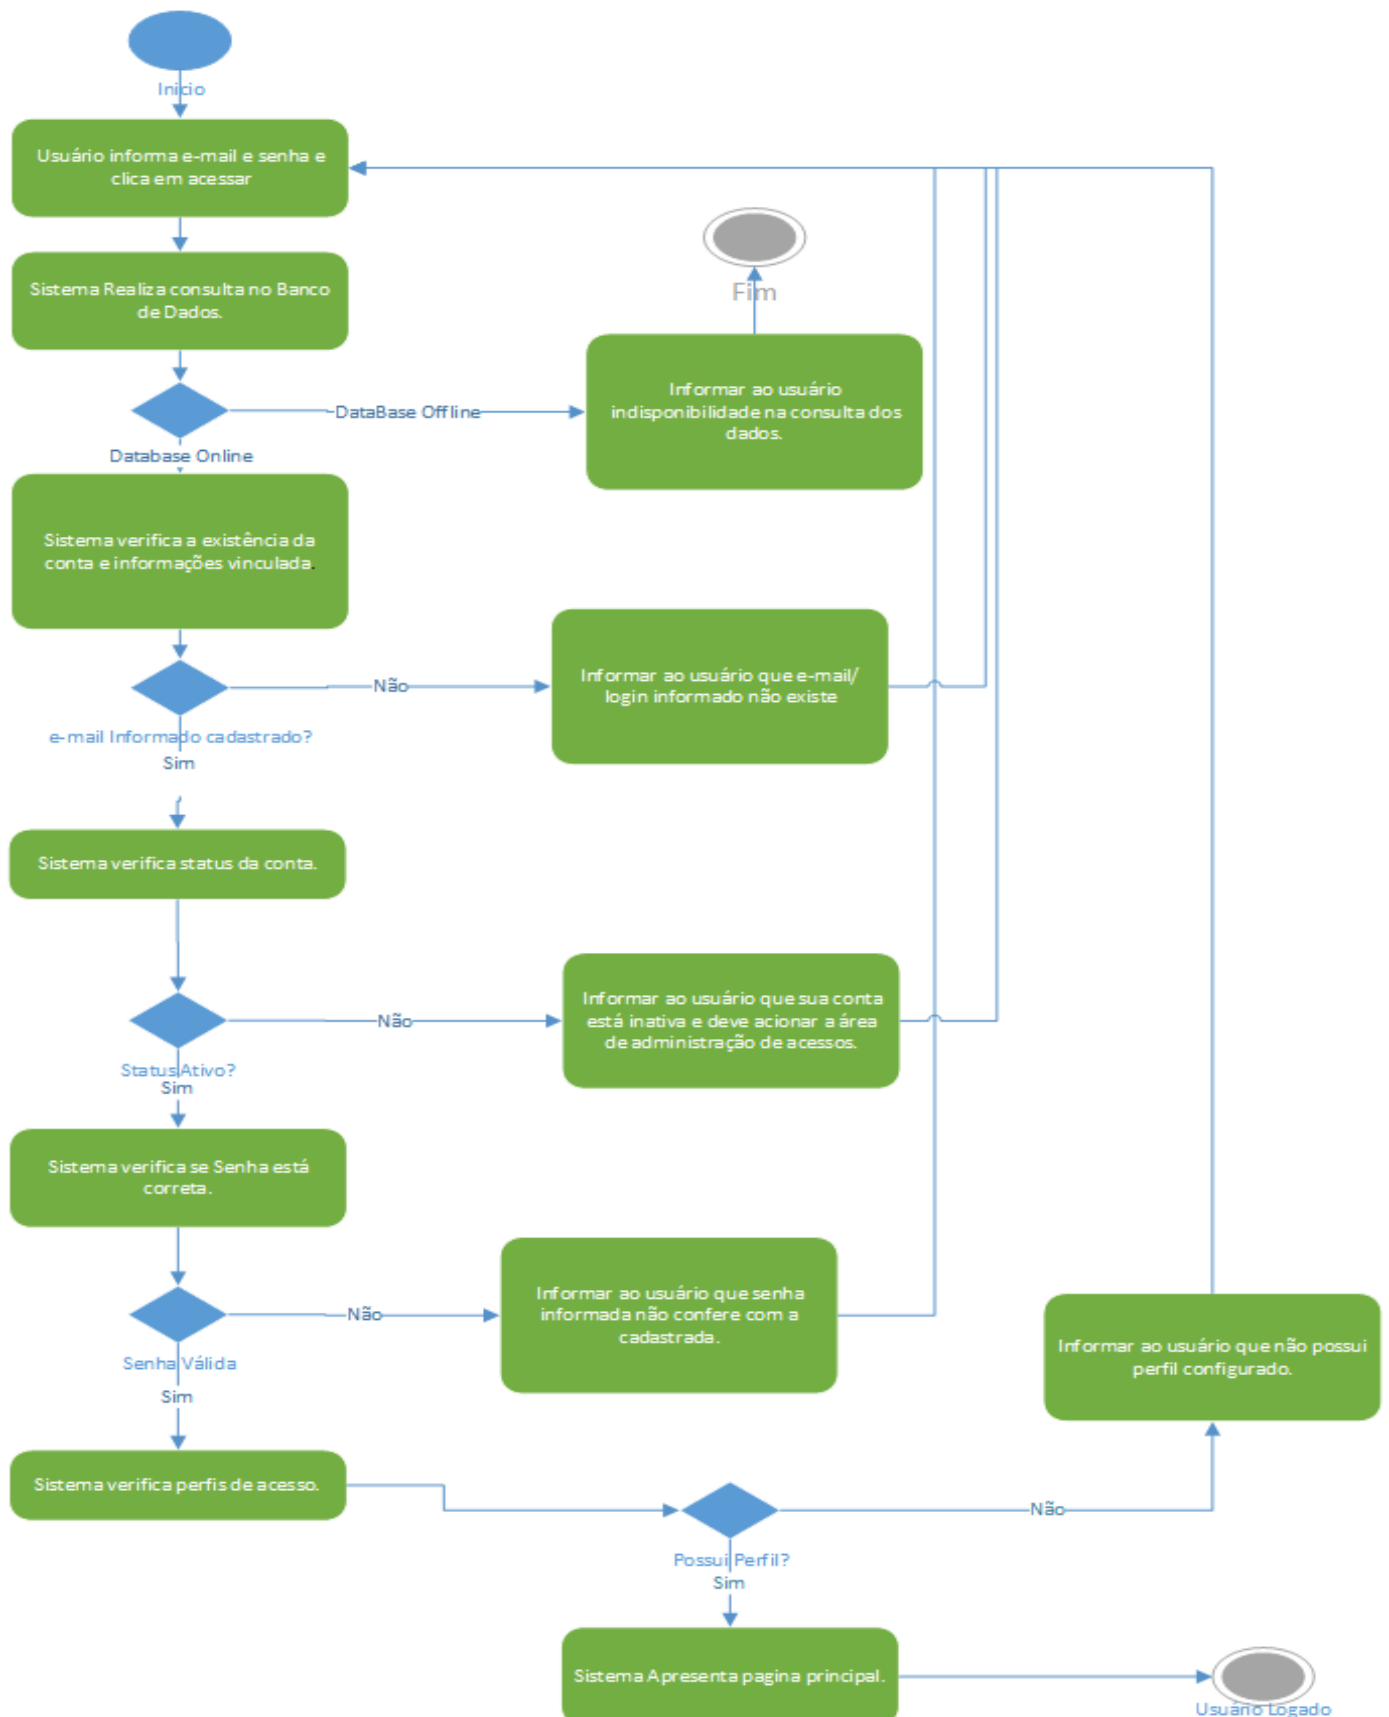 Inicio
Usuário informa e-mail e senha e
clica em acessar
Sistema Realiza consulta no Banco
de Dados.
Fim
DataBase Offline
Informar ao usuário
indisponibilidade na consulta dos
dados.
Database Online
Sistema verifica a existência da
conta e informações vinculada.
Não
Informar ao usuário que e-mail/
login informado não existe
e-mail Informado cadastrado?
Sim
Sistema verifica status da conta.
Não
Informar ao usuário que sua conta
está inativa e deve acionar a área
de administração de acessos.
Status Ativo?
Sim
Sistema verifica se Senha está
correta.
Não
Informar ao usuário que senha
informada não confere com a
cadastrada.
Senha Válida
Sim
Informar ao usuário que não possui
perfil configurado.
Sistema verifica perfis de acesso.
Não
Possui Perfil?
Sim
Sistema Apresenta pagina principal.
Usuário Logado